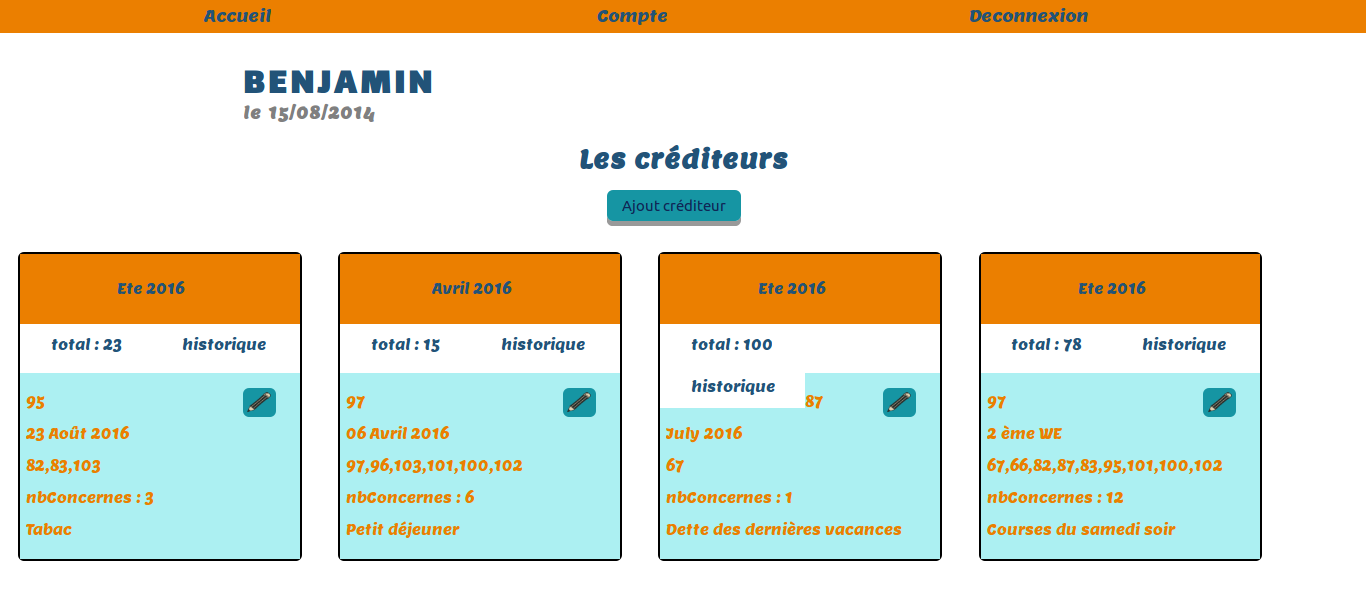 Accueil Compte Deconnexion
BENJAMIN
le 15/08/2014
Les créditeurs
Ajout créditeur
Ete 2016
total : 23 historique
95
23 Août 2016
82,83,103
nbConcernes : 3
Tabac
Avril 2016
total : 15 historique
97
06 Avril 2016
97,96,103,101,100,102
nbConcernes : 6
Petit déjeuner
Ete 2016
total : 100
historique
87
July 2016
67
nbConcernes : 1
Dette des dernières vacances
Ete 2016
total : 78 historique
97
2 ème WE
67,66,82,87,83,95,101,100,102
nbConcernes : 12
Courses du samedi soir